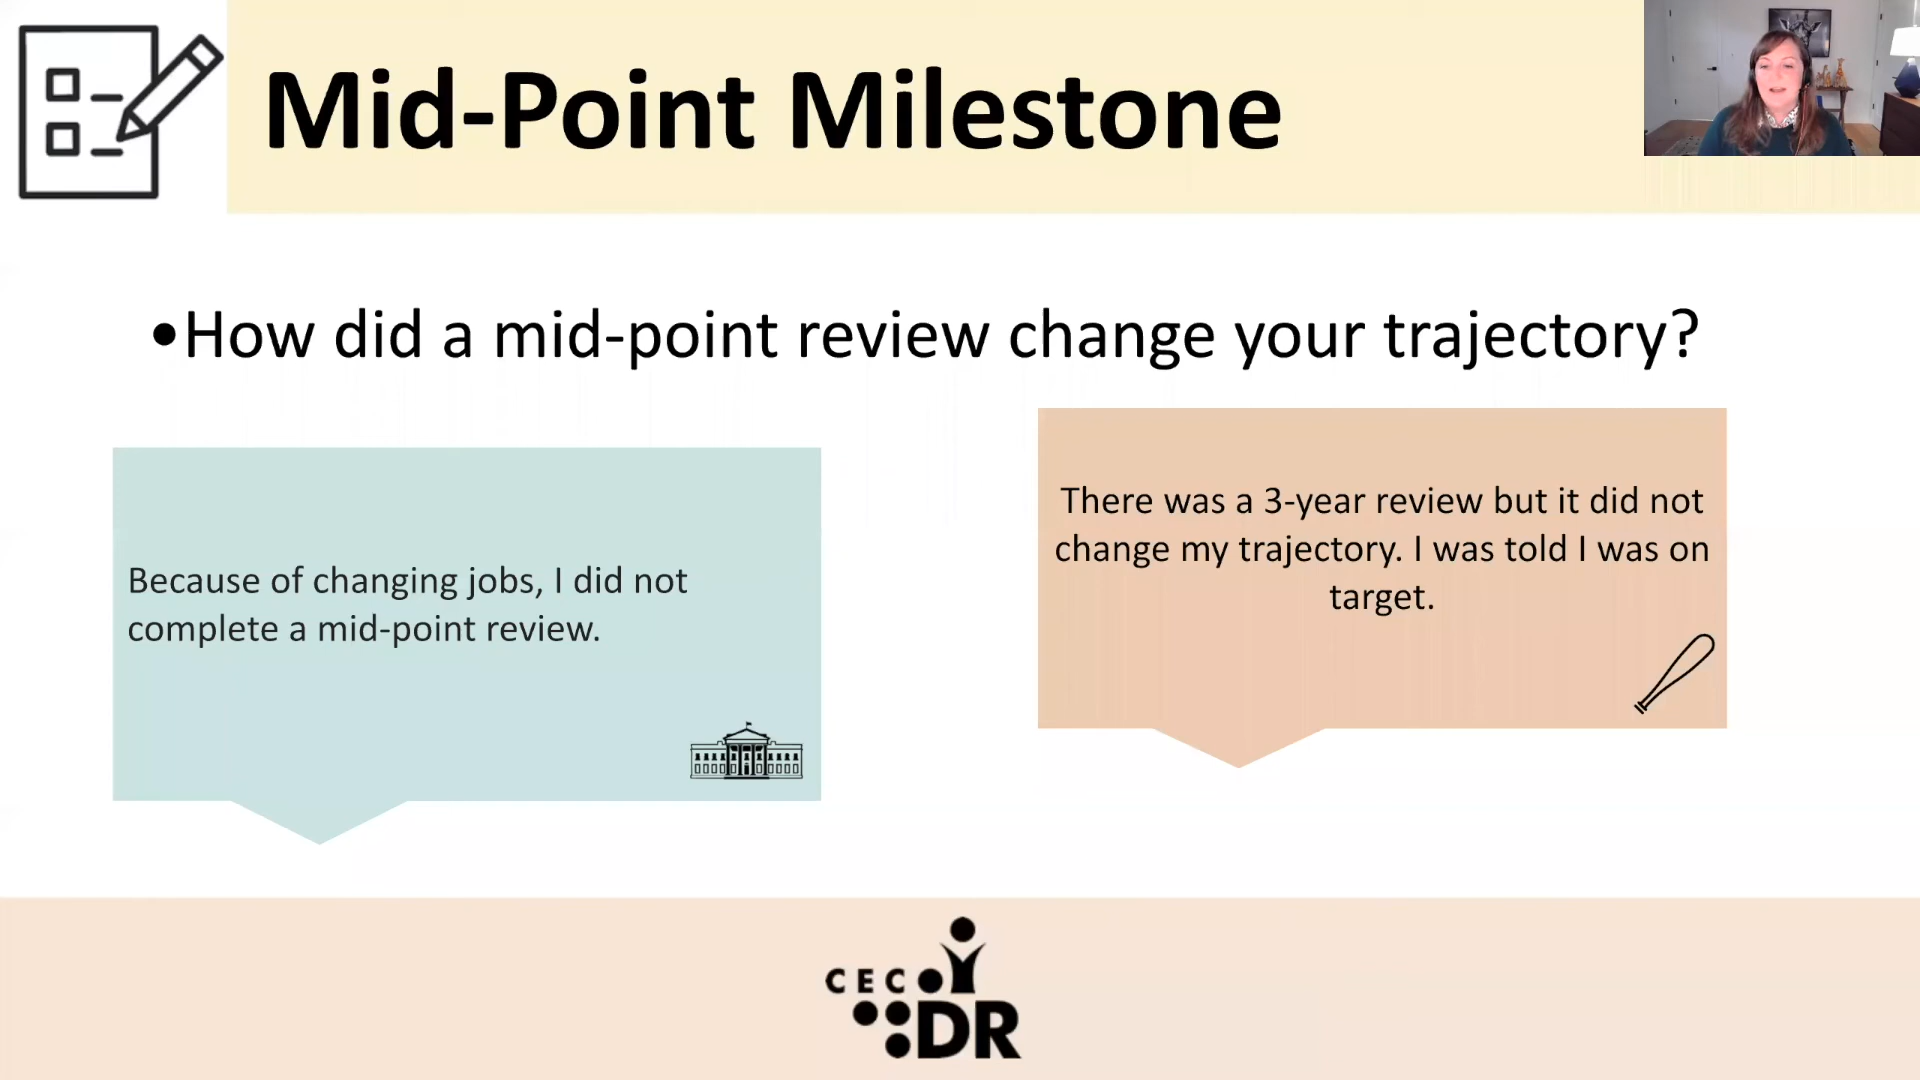 Mid-Point Milestone
•How did a mid-point review change your trajectory?
Because of changing jobs, I did not
complete a mid-point review.
There was a 3-year review but it did not
change my trajectory. I was told I was on
target.
CEC
DR